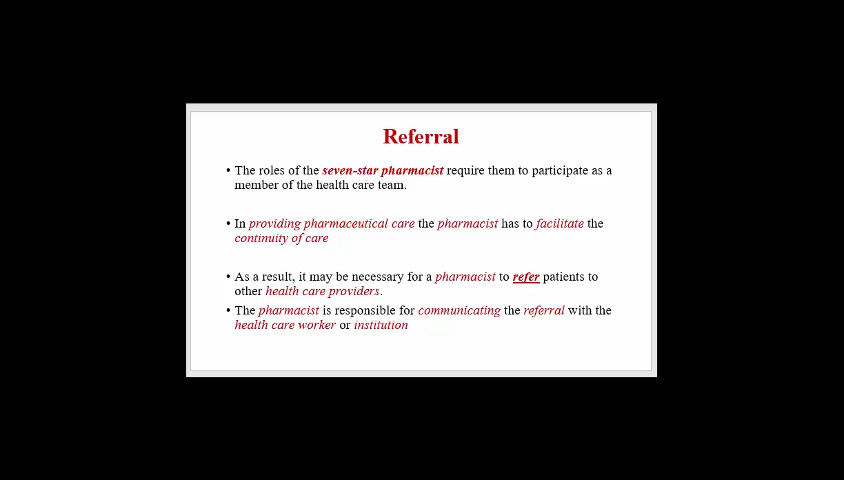 Referral
• The roles of the seven-star pharmacist require them to participate as a
member of the health care team.
• In providing pharmaceutical care the pharmacist has to facilitate the
continuity of care
• As a result, it may be necessary for a pharmacist to refer patients to
other health care providers.
• The pharmacist is responsible for communicating the referral with the
health care worker or institution